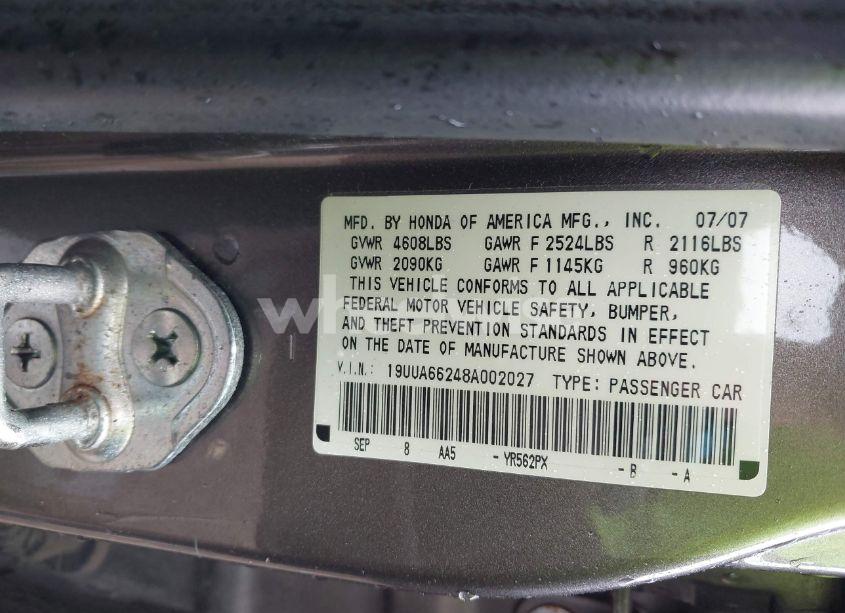 MFD. BY HONDA OF AMERICA MFG., INC. 07/07
GVWR 4608LBS GAWR F 2524LBS R 2116LBS
GVWR 2090KG GAWR F 1145KG R 960KG
THIS VEHICLE CONFORMS TO ALL APPLICABLE
FEDERAL MOTOR VEHICLE SAFETY, BUMPER,
AND THEFT PREVENTION STANDARDS IN EFFECT
ON THE DATE OF MANUFACTURE SHOWN ABOVE.
V.I.N.: 19UUA66248A002027 TYPE: PASSENGER CAR
SEP 8 AA5 - YR562PX - B - A